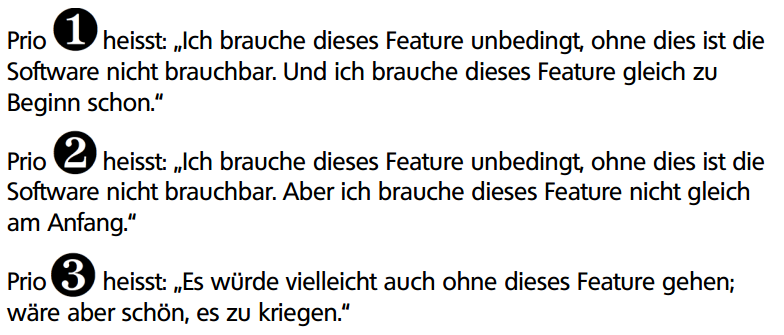 Prio ❶ heisst: „Ich brauche dieses Feature unbedingt, ohne dies ist die
Software nicht brauchbar. Und ich brauche dieses Feature gleich zu
Beginn schon.“
Prio ❷ heisst: „Ich brauche dieses Feature unbedingt, ohne dies ist die
Software nicht brauchbar. Aber ich brauche dieses Feature nicht gleich
am Anfang.“
Prio ❸ heisst: „Es würde vielleicht auch ohne dieses Feature gehen;
wäre aber schön, es zu kriegen.“